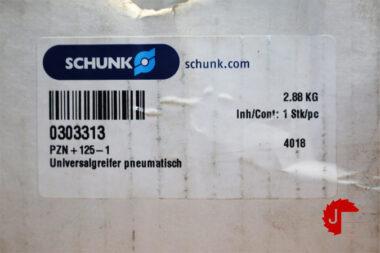 SCHUNK schunk.com
2.88 KG
Inh/Cont: 1 Stk/pc
0303313
PZN+125-1 4018
Universalgreifer pneumatisch
J